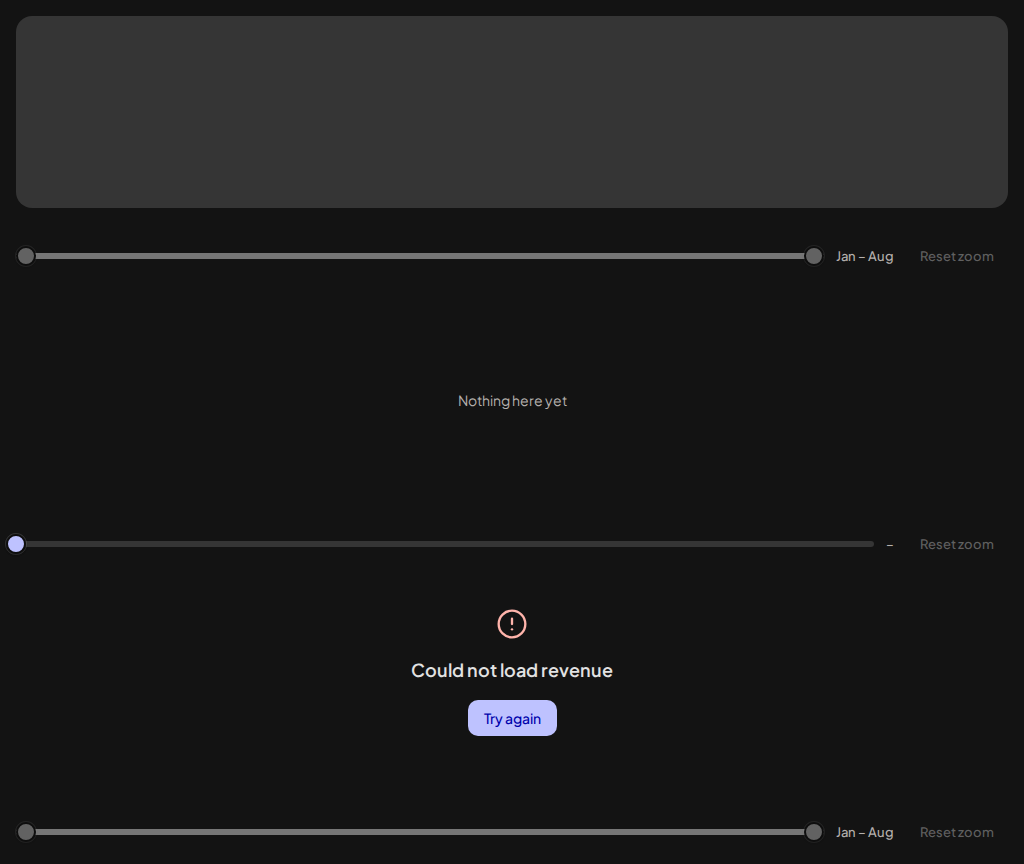 Jan – Aug Reset zoom
Nothing here yet
– Reset zoom
Could not load revenue
Try again
Jan – Aug Reset zoom